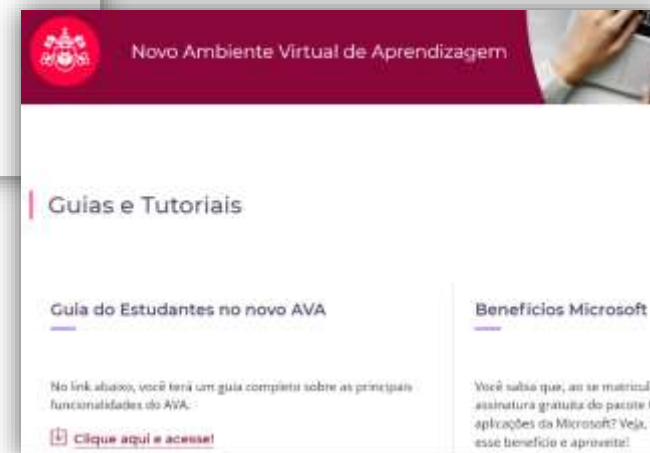 Novo Ambiente Virtual de Aprendizagem
Guias e Tutoriais
Guia do Estudantes no novo AVA
No link abaixo, você terá um guia completo sobre as principais
funcionalidades do AVA.
Clique aqui e acesse!
Benefícios Microsoft
Você sabia que, ao se matricul
assinatura gratuita do pacote
aplicações da Microsoft? Veja,
esse benefício e aproveite!